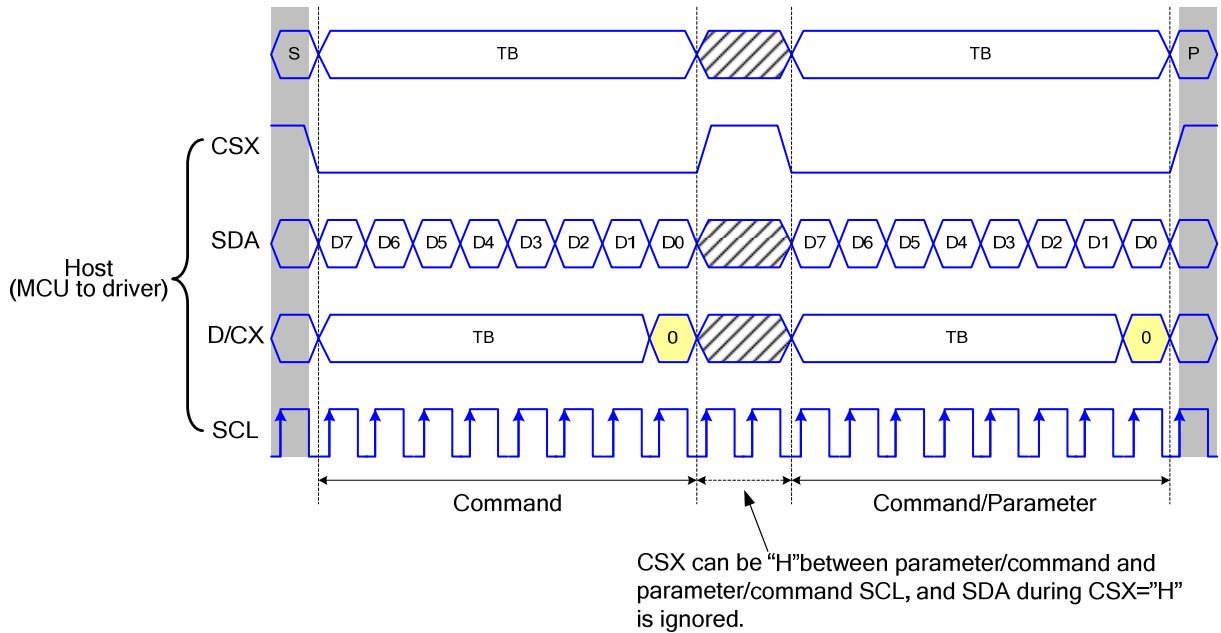 S TB TB P
CSX
SDA D7 D6 D5 D4 D3 D2 D1 D0 D7 D6 D5 D4 D3 D2 D1 D0
Host
(MCU to driver)
D/CX TB 0 TB 0
SCL
Command Command/Parameter
CSX can be “H”between parameter/command and
parameter/command SCL, and SDA during CSX=”H”
is ignored.